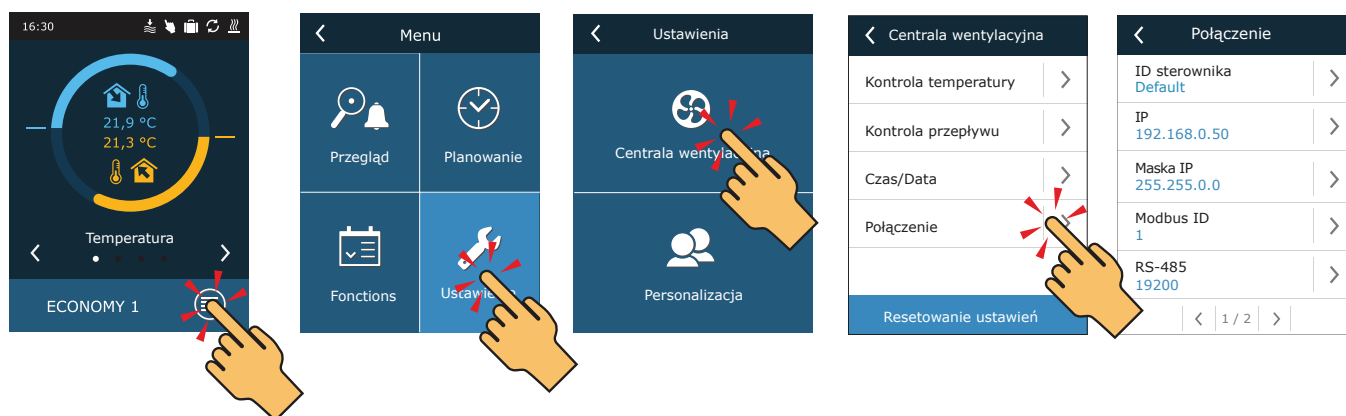 16:30
21,9 °C
21,3 °C
Temperatura
ECONOMY 1
Menu
Przegląd
Planowanie
Fonctions
Ustawienia
Ustawienia
Centrala wentylacyjna
Personalizacja
Centrala wentylacyjna
Kontrola temperatury
Kontrola przepływu
Czas/Data
Połączenie
Resetowanie ustawień
Połączenie
ID sterownika
Default
IP
192.168.0.50
Maska IP
255.255.0.0
Modbus ID
1
RS-485
19200
1 / 2